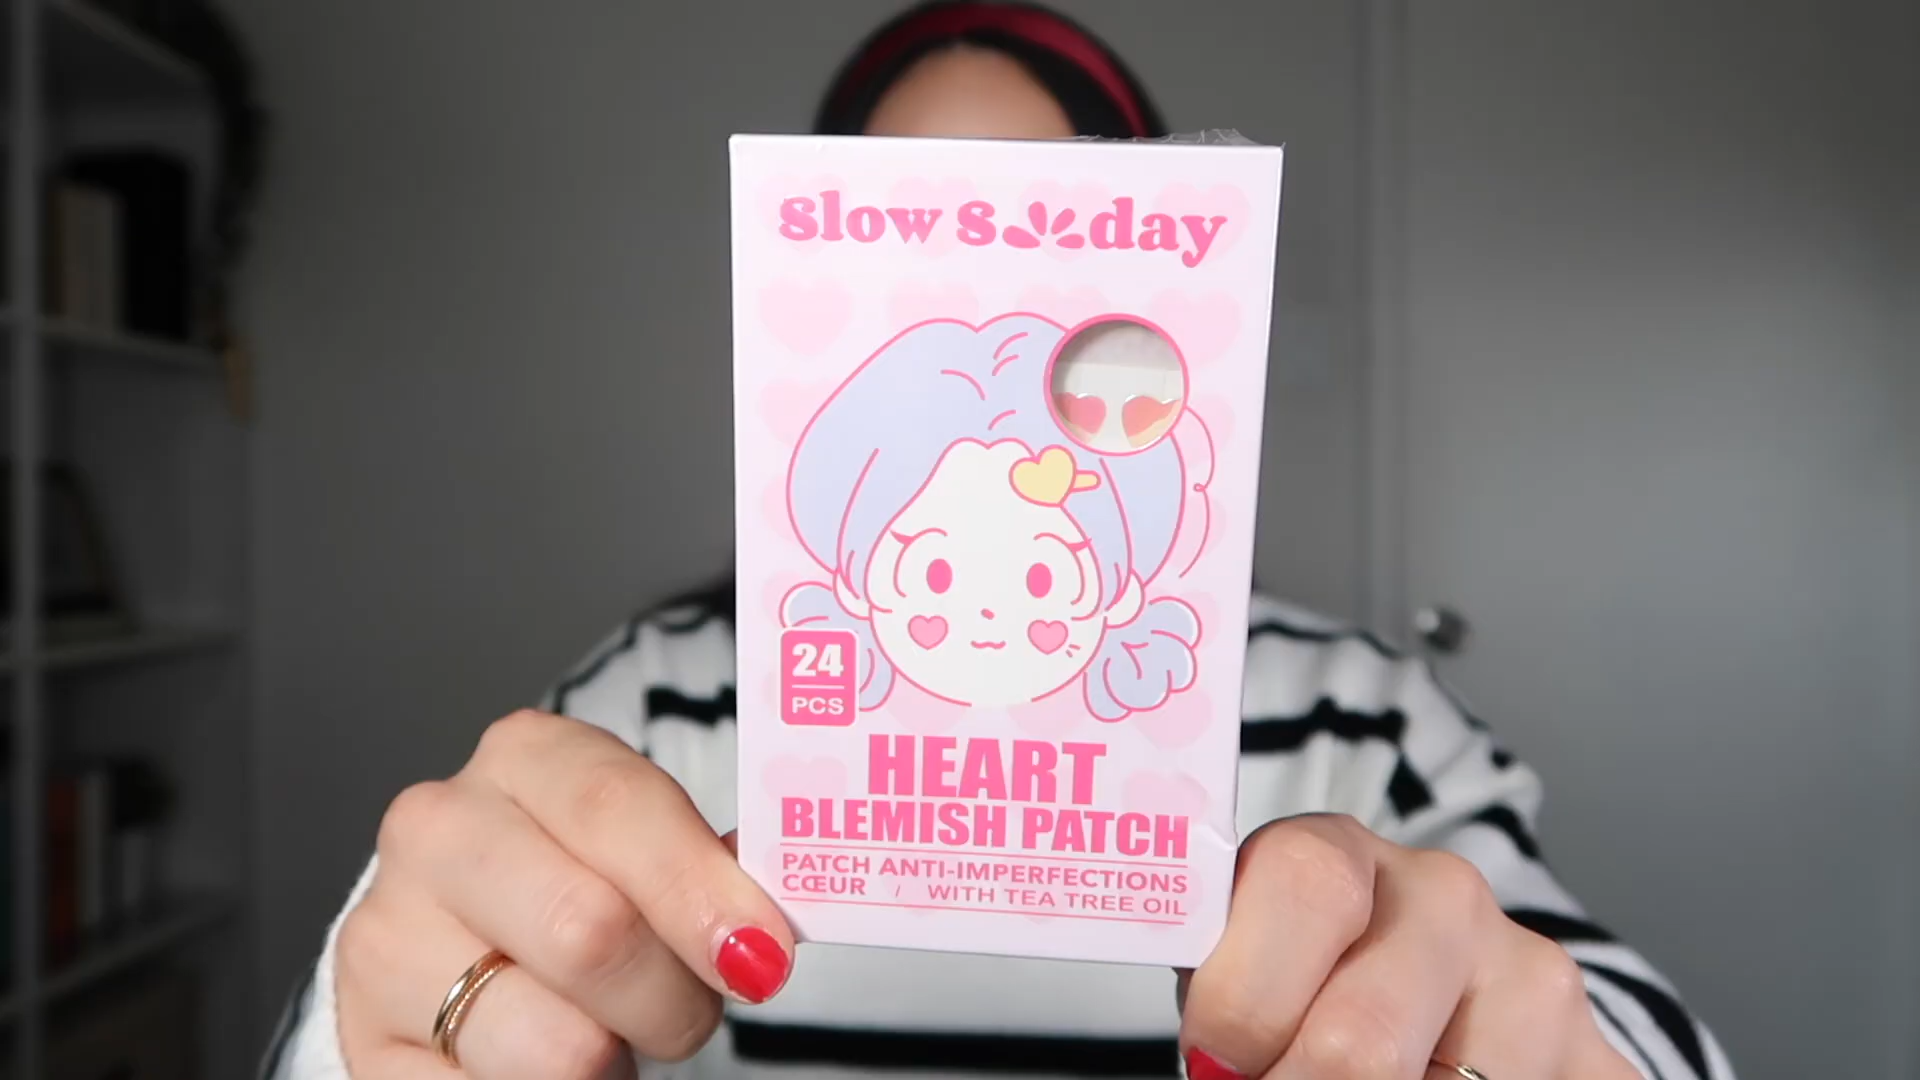 slow sunday
24
PCS
HEART
BLEMISH PATCH
PATCH ANTI-IMPERFECTIONS
CŒUR / WITH TEA TREE OIL